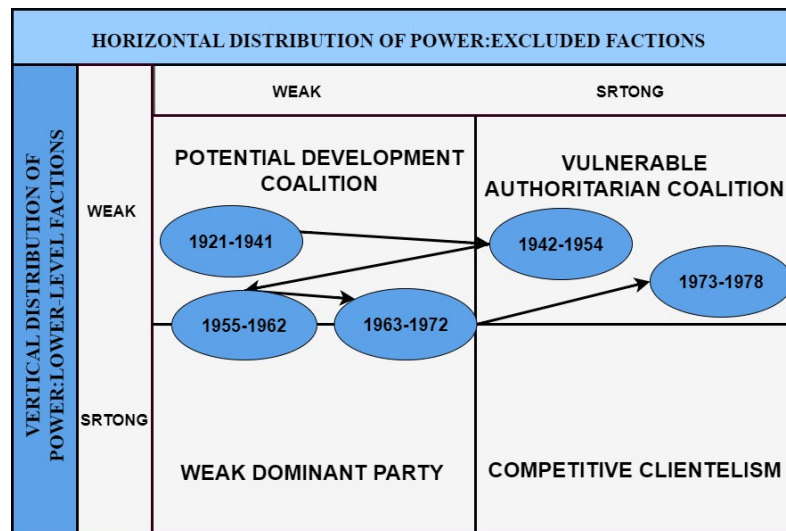 HORIZONTAL DISTRIBUTION OF POWER:EXCLUDED FACTIONS
VERTICAL DISTRIBUTION OF
POWER:LOWER-LEVEL FACTIONS
WEAK
SRTONG
WEAK
POTENTIAL DEVELOPMENT
COALITION
VULNERABLE
AUTHORITARIAN COALITION
1921-1941
1942-1954
1973-1978
1955-1962
1963-1972
SRTONG
WEAK DOMINANT PARTY
COMPETITIVE CLIENTELISM